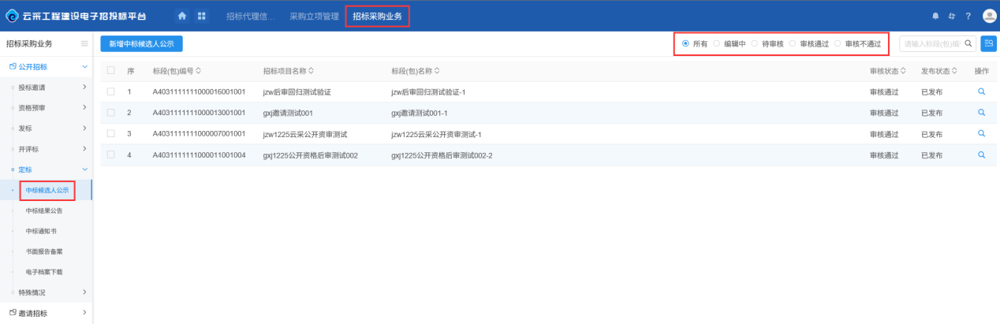 云采工程建设电子招投标平台 招标代理信... 采购立项管理 招标采购业务 ?
招标采购业务 新增中标候选人公示 所有 编辑中 待审核 审核通过 审核不通过 请输入标段(包)编
公开招标
投标邀请
资格预审
发标
开评标
定标
中标候选人公示
中标结果公告
中标通知书
书面报告备案
电子档案下载
特殊情况
邀请招标
序 标段(包)编号 招标项目名称 标段(包)名称 审核状态 发布状态 操作
1 A4031111111000016001001 jzw后审回归测试验证 jzw后审回归测试验证-1 审核通过 已发布
2 A4031111111000013001001 gxj邀请测试001 gxj邀请测试001-1 审核通过 已发布
3 A4031111111000007001001 jzw1225云采公开资审测试 jzw1225云采公开资审测试-1 审核通过 已发布
4 A4031111111000011001004 gxj1225公开资格后审测试002 gxj1225公开资格后审测试002-2 审核通过 已发布